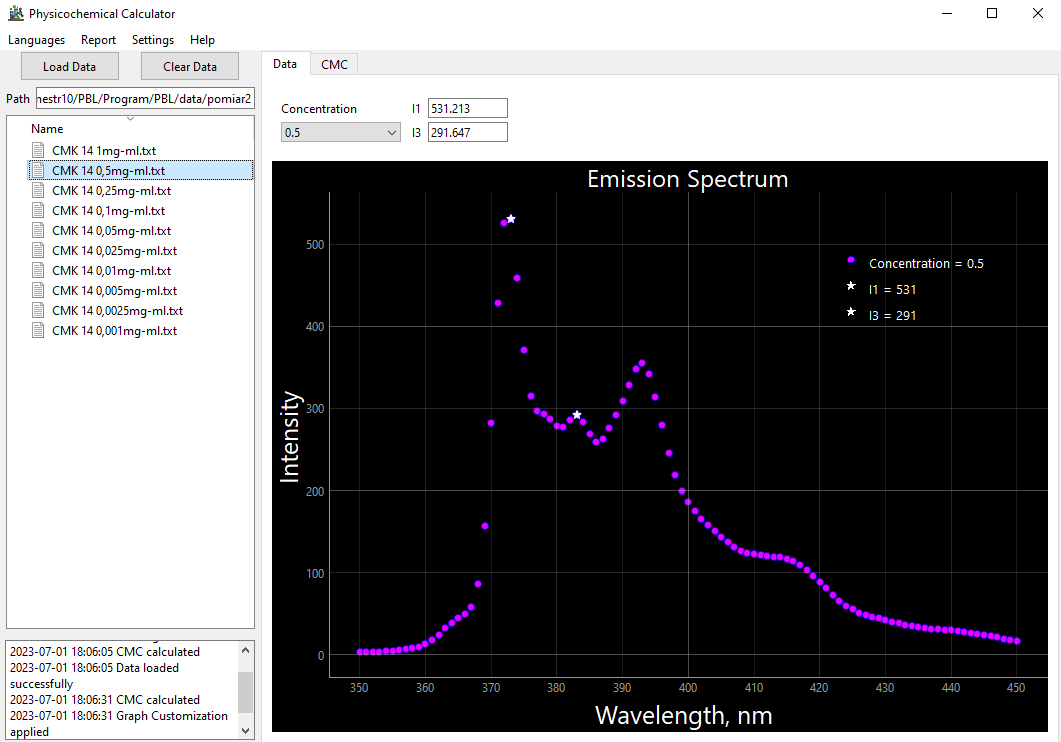 Physicochemical Calculator
Languages Report Settings Help
Load Data Clear Data
Path nestr10/PBL/Program/PBL/data/pomiar2
Name
CMK 14 1mg-ml.txt
CMK 14 0,5mg-ml.txt
CMK 14 0,25mg-ml.txt
CMK 14 0,1mg-ml.txt
CMK 14 0,05mg-ml.txt
CMK 14 0,025mg-ml.txt
CMK 14 0,01mg-ml.txt
CMK 14 0,005mg-ml.txt
CMK 14 0,0025mg-ml.txt
CMK 14 0,001mg-ml.txt
2023-07-01 18:06:05 CMC calculated
2023-07-01 18:06:05 Data loaded
successfully
2023-07-01 18:06:31 CMC calculated
2023-07-01 18:06:31 Graph Customization
applied
Data CMC
Concentration I1 531.213
0.5 I3 291.647
Emission Spectrum
Concentration = 0.5
I1 = 531
I3 = 291
Intensity
500
400
300
200
100
0
350 360 370 380 390 400 410 420 430 440 450
Wavelength, nm